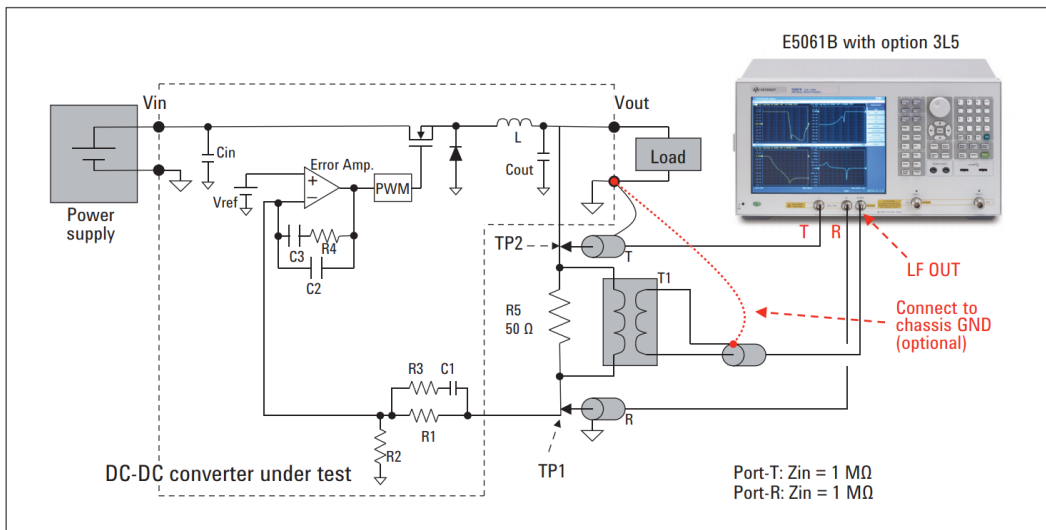 E5061B with option 3L5
Vin
Vout
Cin
L
Cout
Load
Error Amp.
+
−
PWM
Vref
Power
supply
C3
R4
C2
TP2
T
T
R
LF OUT
T1
R5
50 Ω
Connect to
chassis GND
(optional)
R3
C1
R1
R
R2
TP1
DC-DC converter under test
Port-T: Zin = 1 MΩ
Port-R: Zin = 1 MΩ